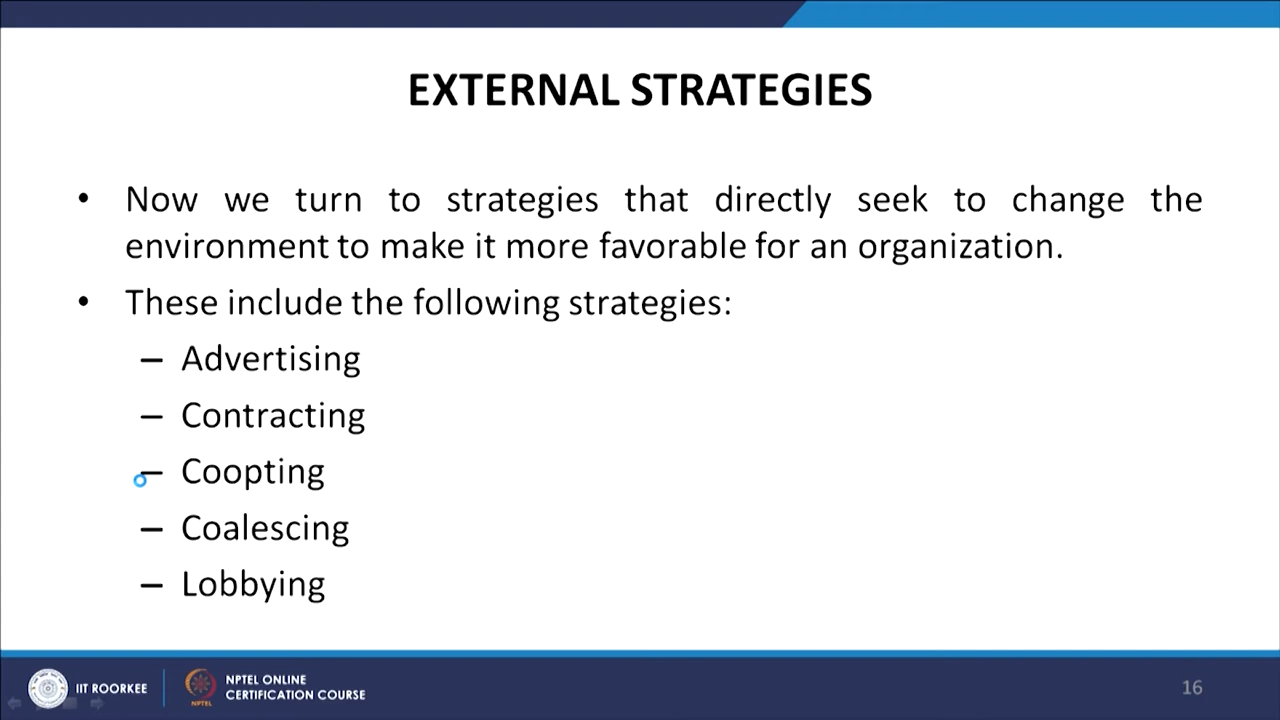 EXTERNAL STRATEGIES
• Now we turn to strategies that directly seek to change the
environment to make it more favorable for an organization.
• These include the following strategies:
– Advertising
– Contracting
– Coopting
– Coalescing
– Lobbying
IIT ROORKEE
NPTEL
NPTEL ONLINE
CERTIFICATION COURSE
16